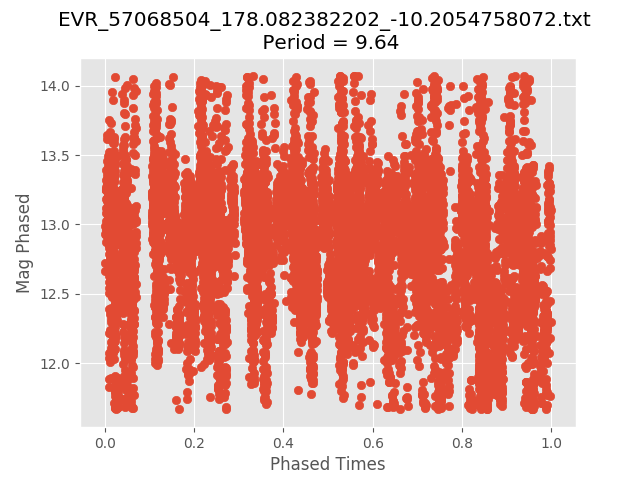 EVR_57068504_178.082382202_-10.2054758072.txt
Period = 9.64
14.0
13.5
13.0
12.5
12.0
Mag Phased
0.0 0.2 0.4 0.6 0.8 1.0
Phased Times